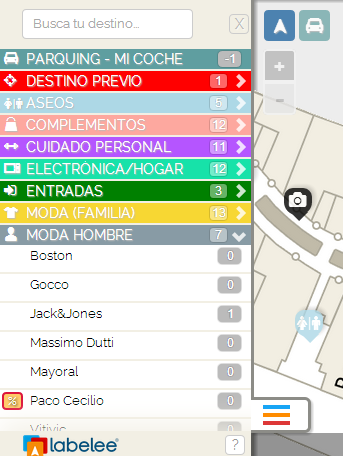 Busca tu destino... X
PARQUING - MI COCHE -1
DESTINO PREVIO 1
ASEOS 5
COMPLEMENTOS 12
CUIDADO PERSONAL 11
ELECTRÓNICA/HOGAR 12
ENTRADAS 3
MODA (FAMILIA) 13
MODA HOMBRE 7
Boston 0
Gocco 0
Jack&Jones 1
Massimo Dutti 0
Mayoral 0
% Paco Cecilio 0
Vitivic
labelee ?
+
−